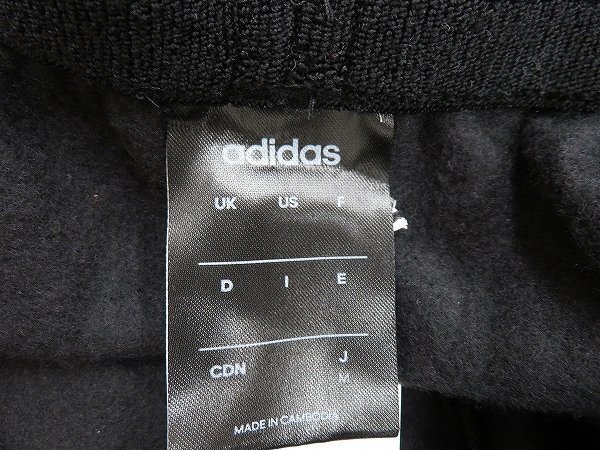 adidas
UK US F
D I E
CDN J
M
MADE IN CAMBODIA